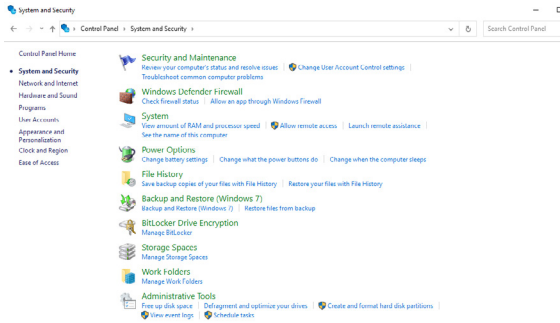 System and Security
Control Panel > System and Security >
Search Control Panel
Control Panel Home
System and Security
Network and Internet
Hardware and Sound
Programs
User Accounts
Appearance and
Personalization
Clock and Region
Ease of Access
Security and Maintenance
Review your computer's status and resolve issues | Change User Account Control settings |
Troubleshoot common computer problems
Windows Defender Firewall
Check firewall status | Allow an app through Windows Firewall
System
View amount of RAM and processor speed | Allow remote access | Launch remote assistance |
See the name of this computer
Power Options
Change battery settings | Change what the power buttons do | Change when the computer sleeps
File History
Save backup copies of your files with File History | Restore your files with File History
Backup and Restore (Windows 7)
Backup and Restore (Windows 7) | Restore files from backup
BitLocker Drive Encryption
Manage BitLocker
Storage Spaces
Manage Storage Spaces
Work Folders
Manage Work Folders
Administrative Tools
Free up disk space | Defragment and optimize your drives | Create and format hard disk partitions |
View event logs | Schedule tasks